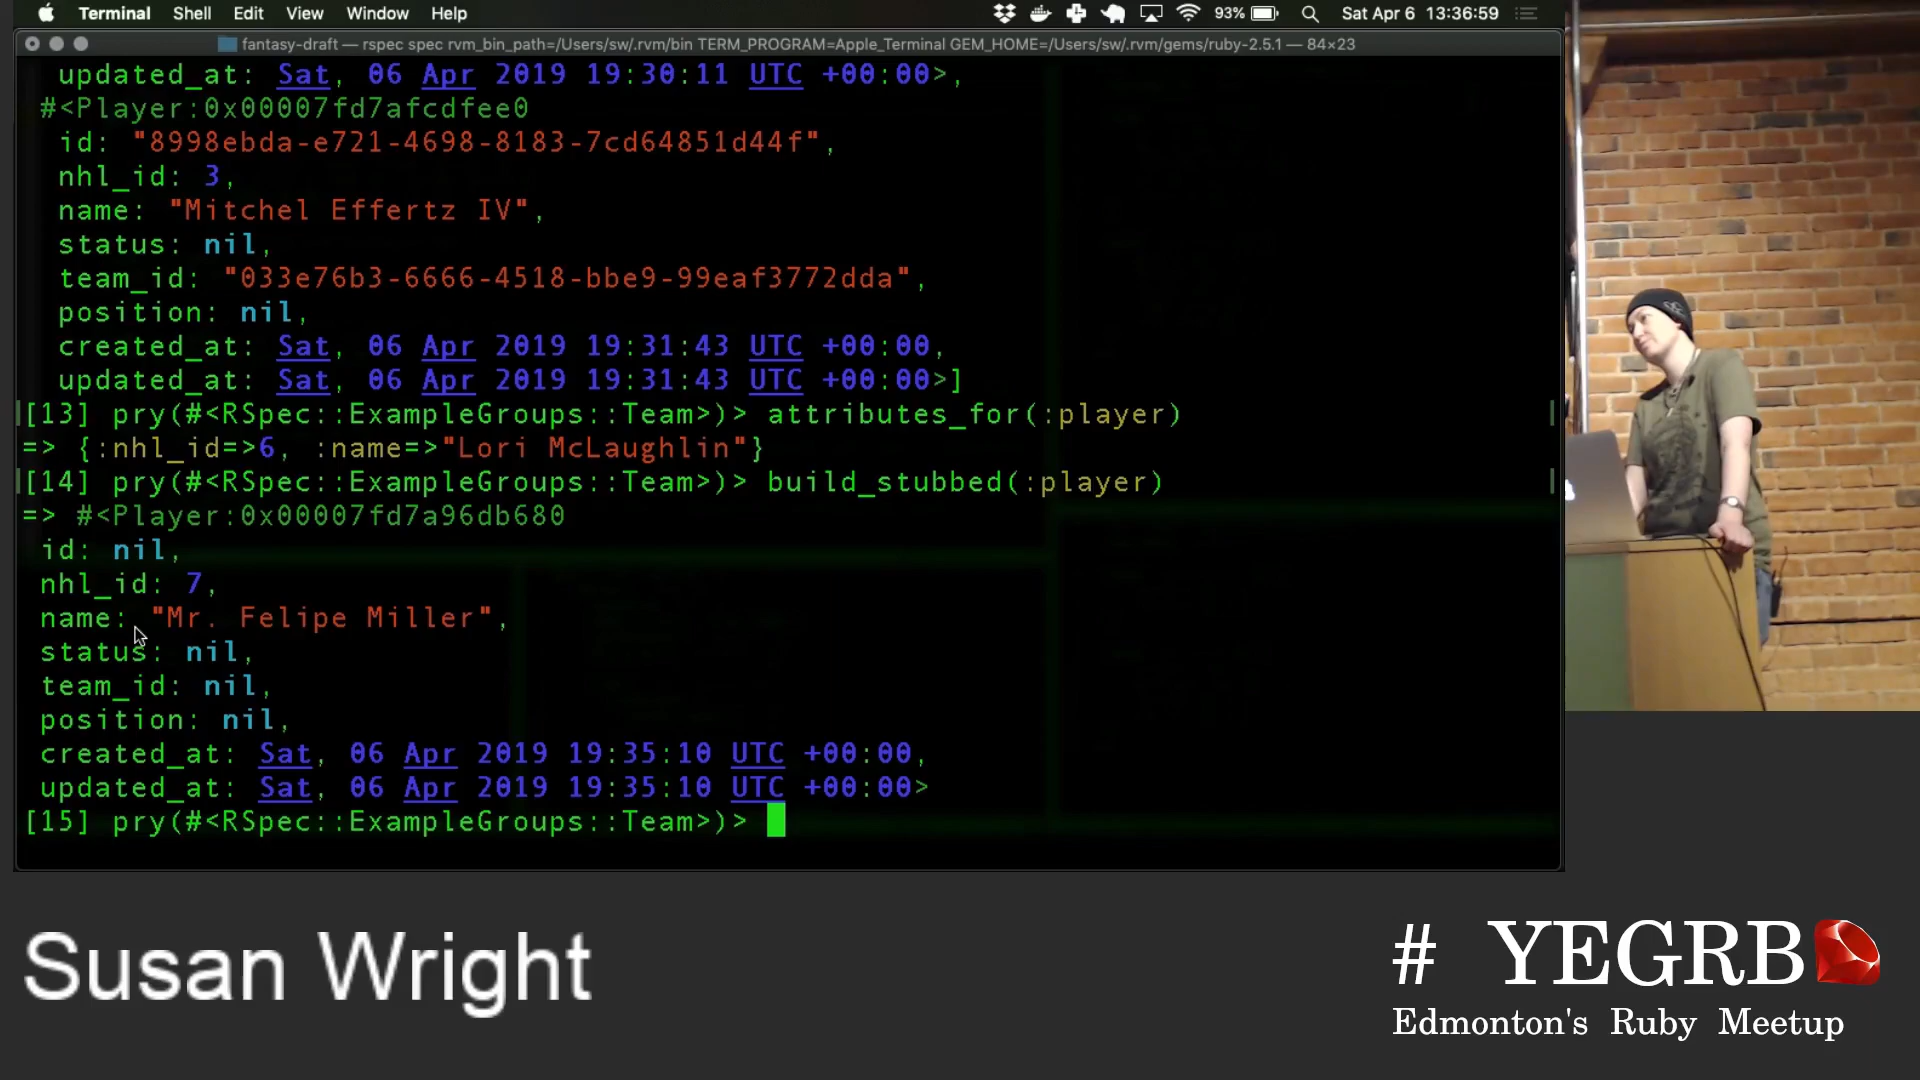 Terminal Shell Edit View Window Help 93% Sat Apr 6 13:36:59
fantasy-draft — rspec spec rvm_bin_path=/Users/sw/.rvm/bin TERM_PROGRAM=Apple_Terminal GEM_HOME=/Users/sw/.rvm/gems/ruby-2.5.1 — 84×23
updated_at: Sat, 06 Apr 2019 19:30:11 UTC +00:00>,
#<Player:0x00007fd7afcdfee0
id: "8998ebda-e721-4698-8183-7cd64851d44f",
nhl_id: 3,
name: "Mitchel Effertz IV",
status: nil,
team_id: "033e76b3-6666-4518-bbe9-99eaf3772dda",
position: nil,
created_at: Sat, 06 Apr 2019 19:31:43 UTC +00:00,
updated_at: Sat, 06 Apr 2019 19:31:43 UTC +00:00>]
[13] pry(#<RSpec::ExampleGroups::Team>)> attributes_for(:player)
=> {:nhl_id=>6, :name=>"Lori McLaughlin"}
[14] pry(#<RSpec::ExampleGroups::Team>)> build_stubbed(:player)
=> #<Player:0x00007fd7a96db680
id: nil,
nhl_id: 7,
name: "Mr. Felipe Miller",
status: nil,
team_id: nil,
position: nil,
created_at: Sat, 06 Apr 2019 19:35:10 UTC +00:00,
updated_at: Sat, 06 Apr 2019 19:35:10 UTC +00:00>
[15] pry(#<RSpec::ExampleGroups::Team>)>
Susan Wright
# YEGRB
Edmonton's Ruby Meetup